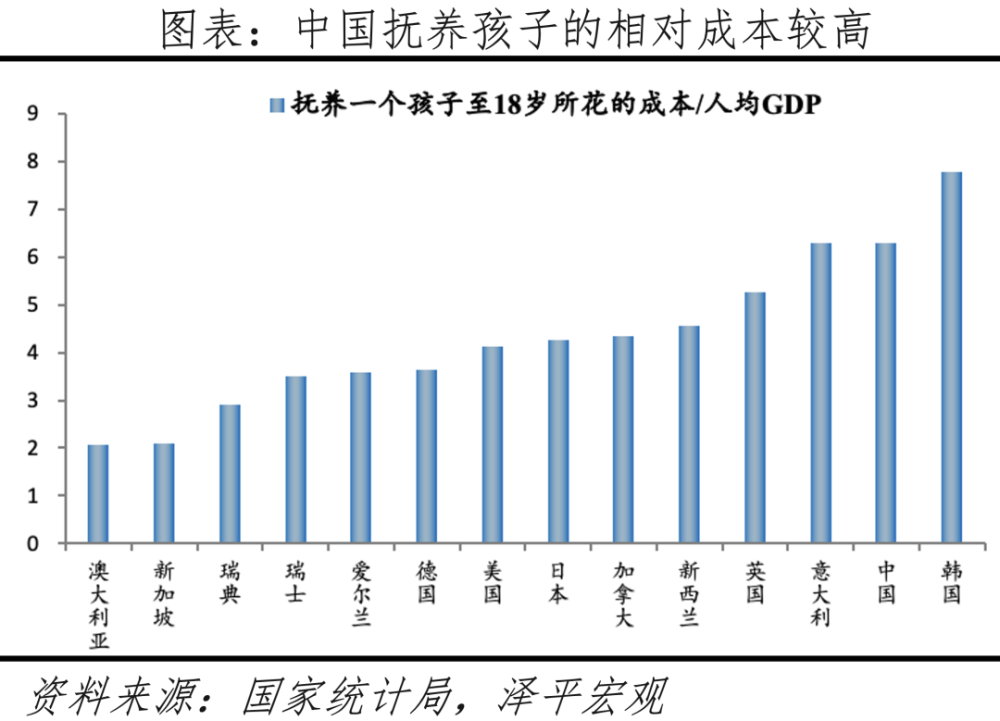 图表：中国抚养孩子的相对成本较高
抚养一个孩子至18岁所花的成本/人均GDP
9
8
7
6
5
4
3
2
1
0
澳大利亚
新加坡
瑞典
瑞士
爱尔兰
德国
美国
日本
加拿大
新西兰
英国
意大利
中国
韩国
资料来源：国家统计局，泽平宏观